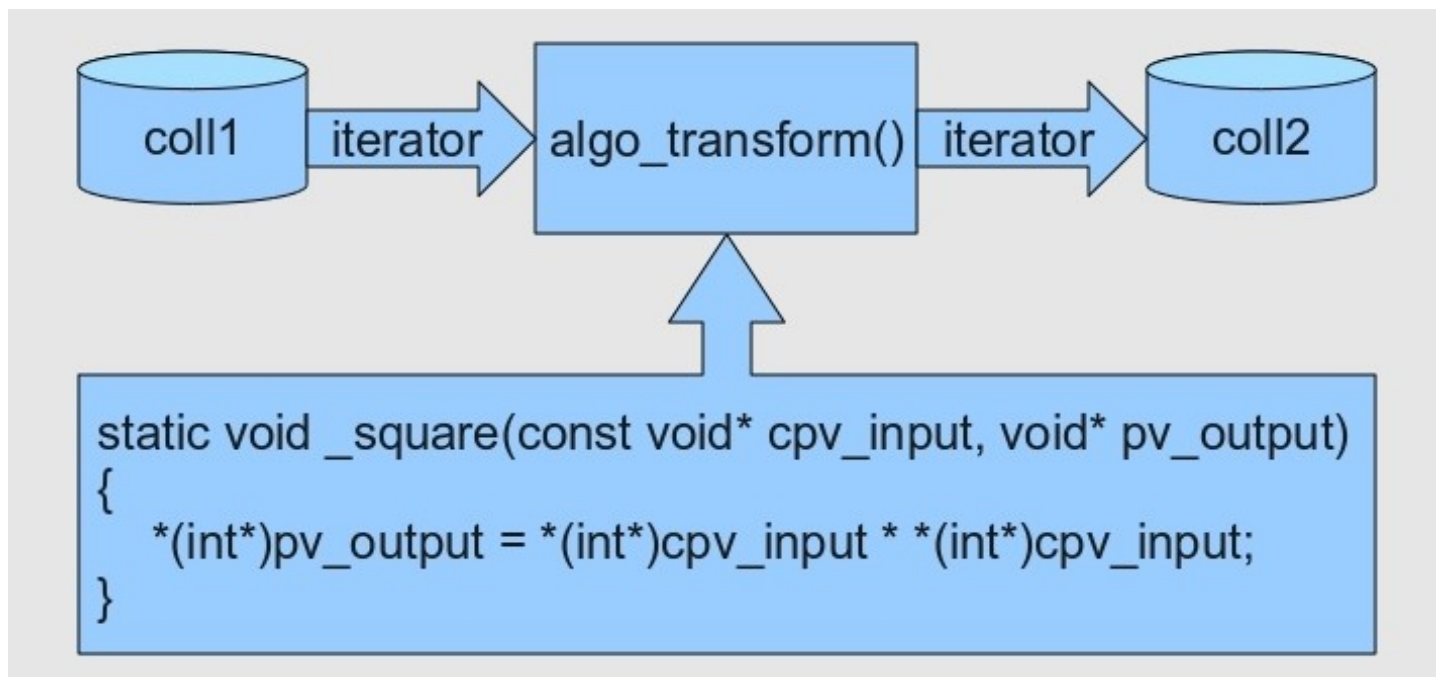 coll1
iterator
algo_transform()
iterator
coll2
static void _square(const void* cpv_input, void* pv_output)
{
*(int*)pv_output = *(int*)cpv_input * *(int*)cpv_input;
}